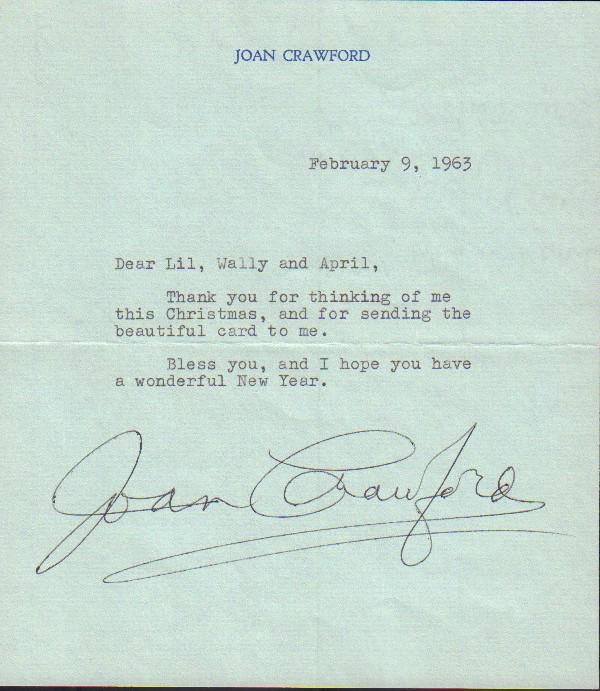 JOAN CRAWFORD
February 9, 1963
Dear Lil, Wally and April,
Thank you for thinking of me
this Christmas, and for sending the
beautiful card to me.
Bless you, and I hope you have
a wonderful New Year.
Joan Crawford